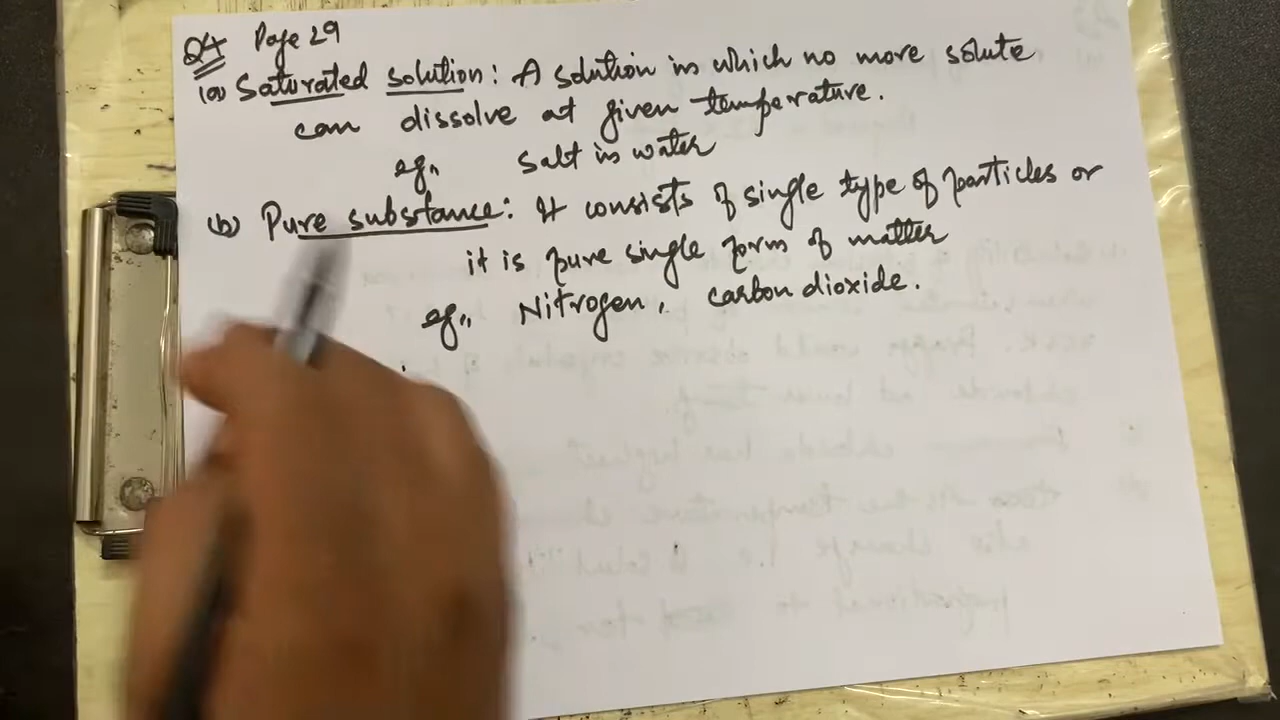 Q4 Page 29
(a) Saturated solution: A solution in which no more solute
can dissolve at given temperature.
eg. Salt in water
(b) Pure substance: It consists of single type of particles or
it is pure single form of matter
eg., Nitrogen, carbon dioxide.